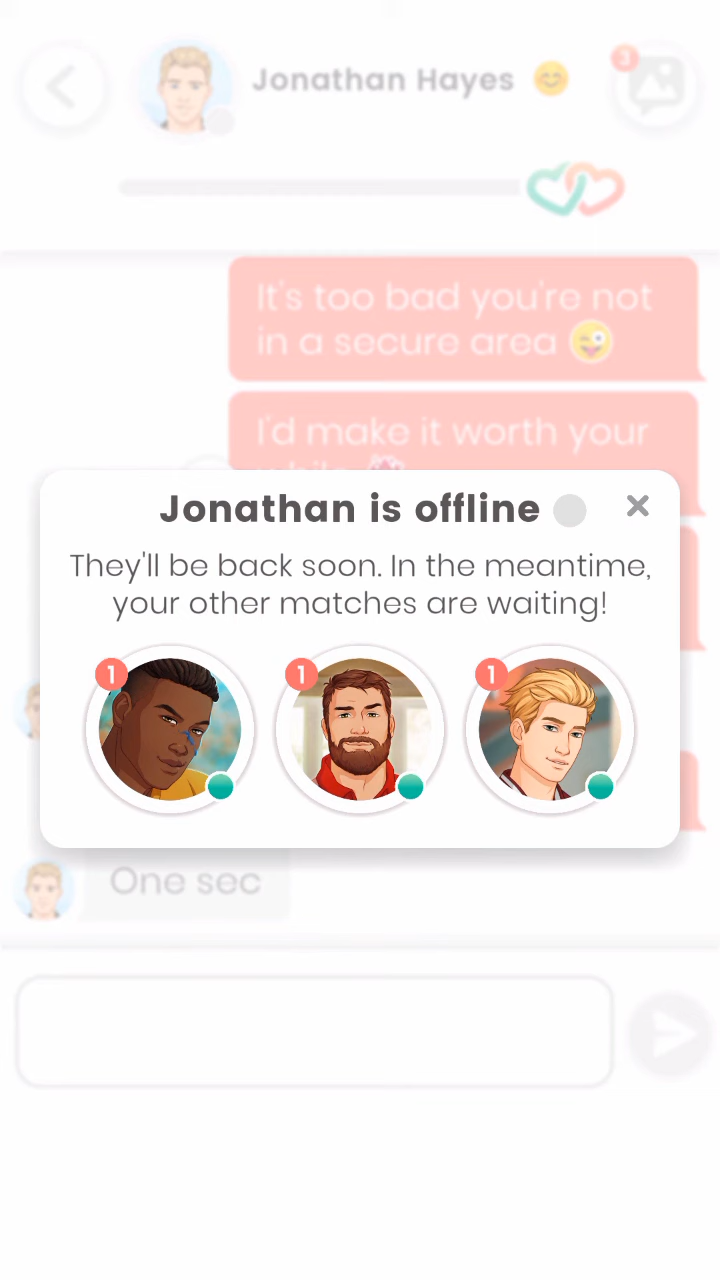 Jonathan Hayes 😊
3
It's too bad you're not
in a secure area 😜
I'd make it worth your
Jonathan is offline
They'll be back soon. In the meantime,
your other matches are waiting!
1
1
1
One sec